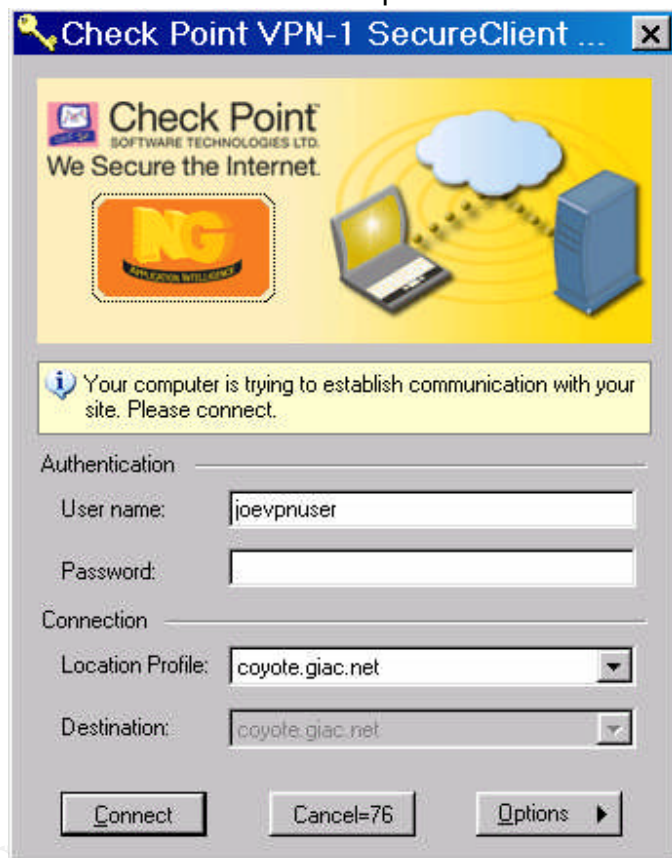 Check Point VPN-1 SecureClient ...
Check Point
SOFTWARE TECHNOLOGIES LTD.
We Secure the Internet.
NG
APPLICATION INTELLIGENCE
Your computer is trying to establish communication with your
site. Please connect.
Authentication
User name: joevpnuser
Password:
Connection
Location Profile: coyote.giac.net
Destination: coyote.giac.net
Connect Cancel=76 Options